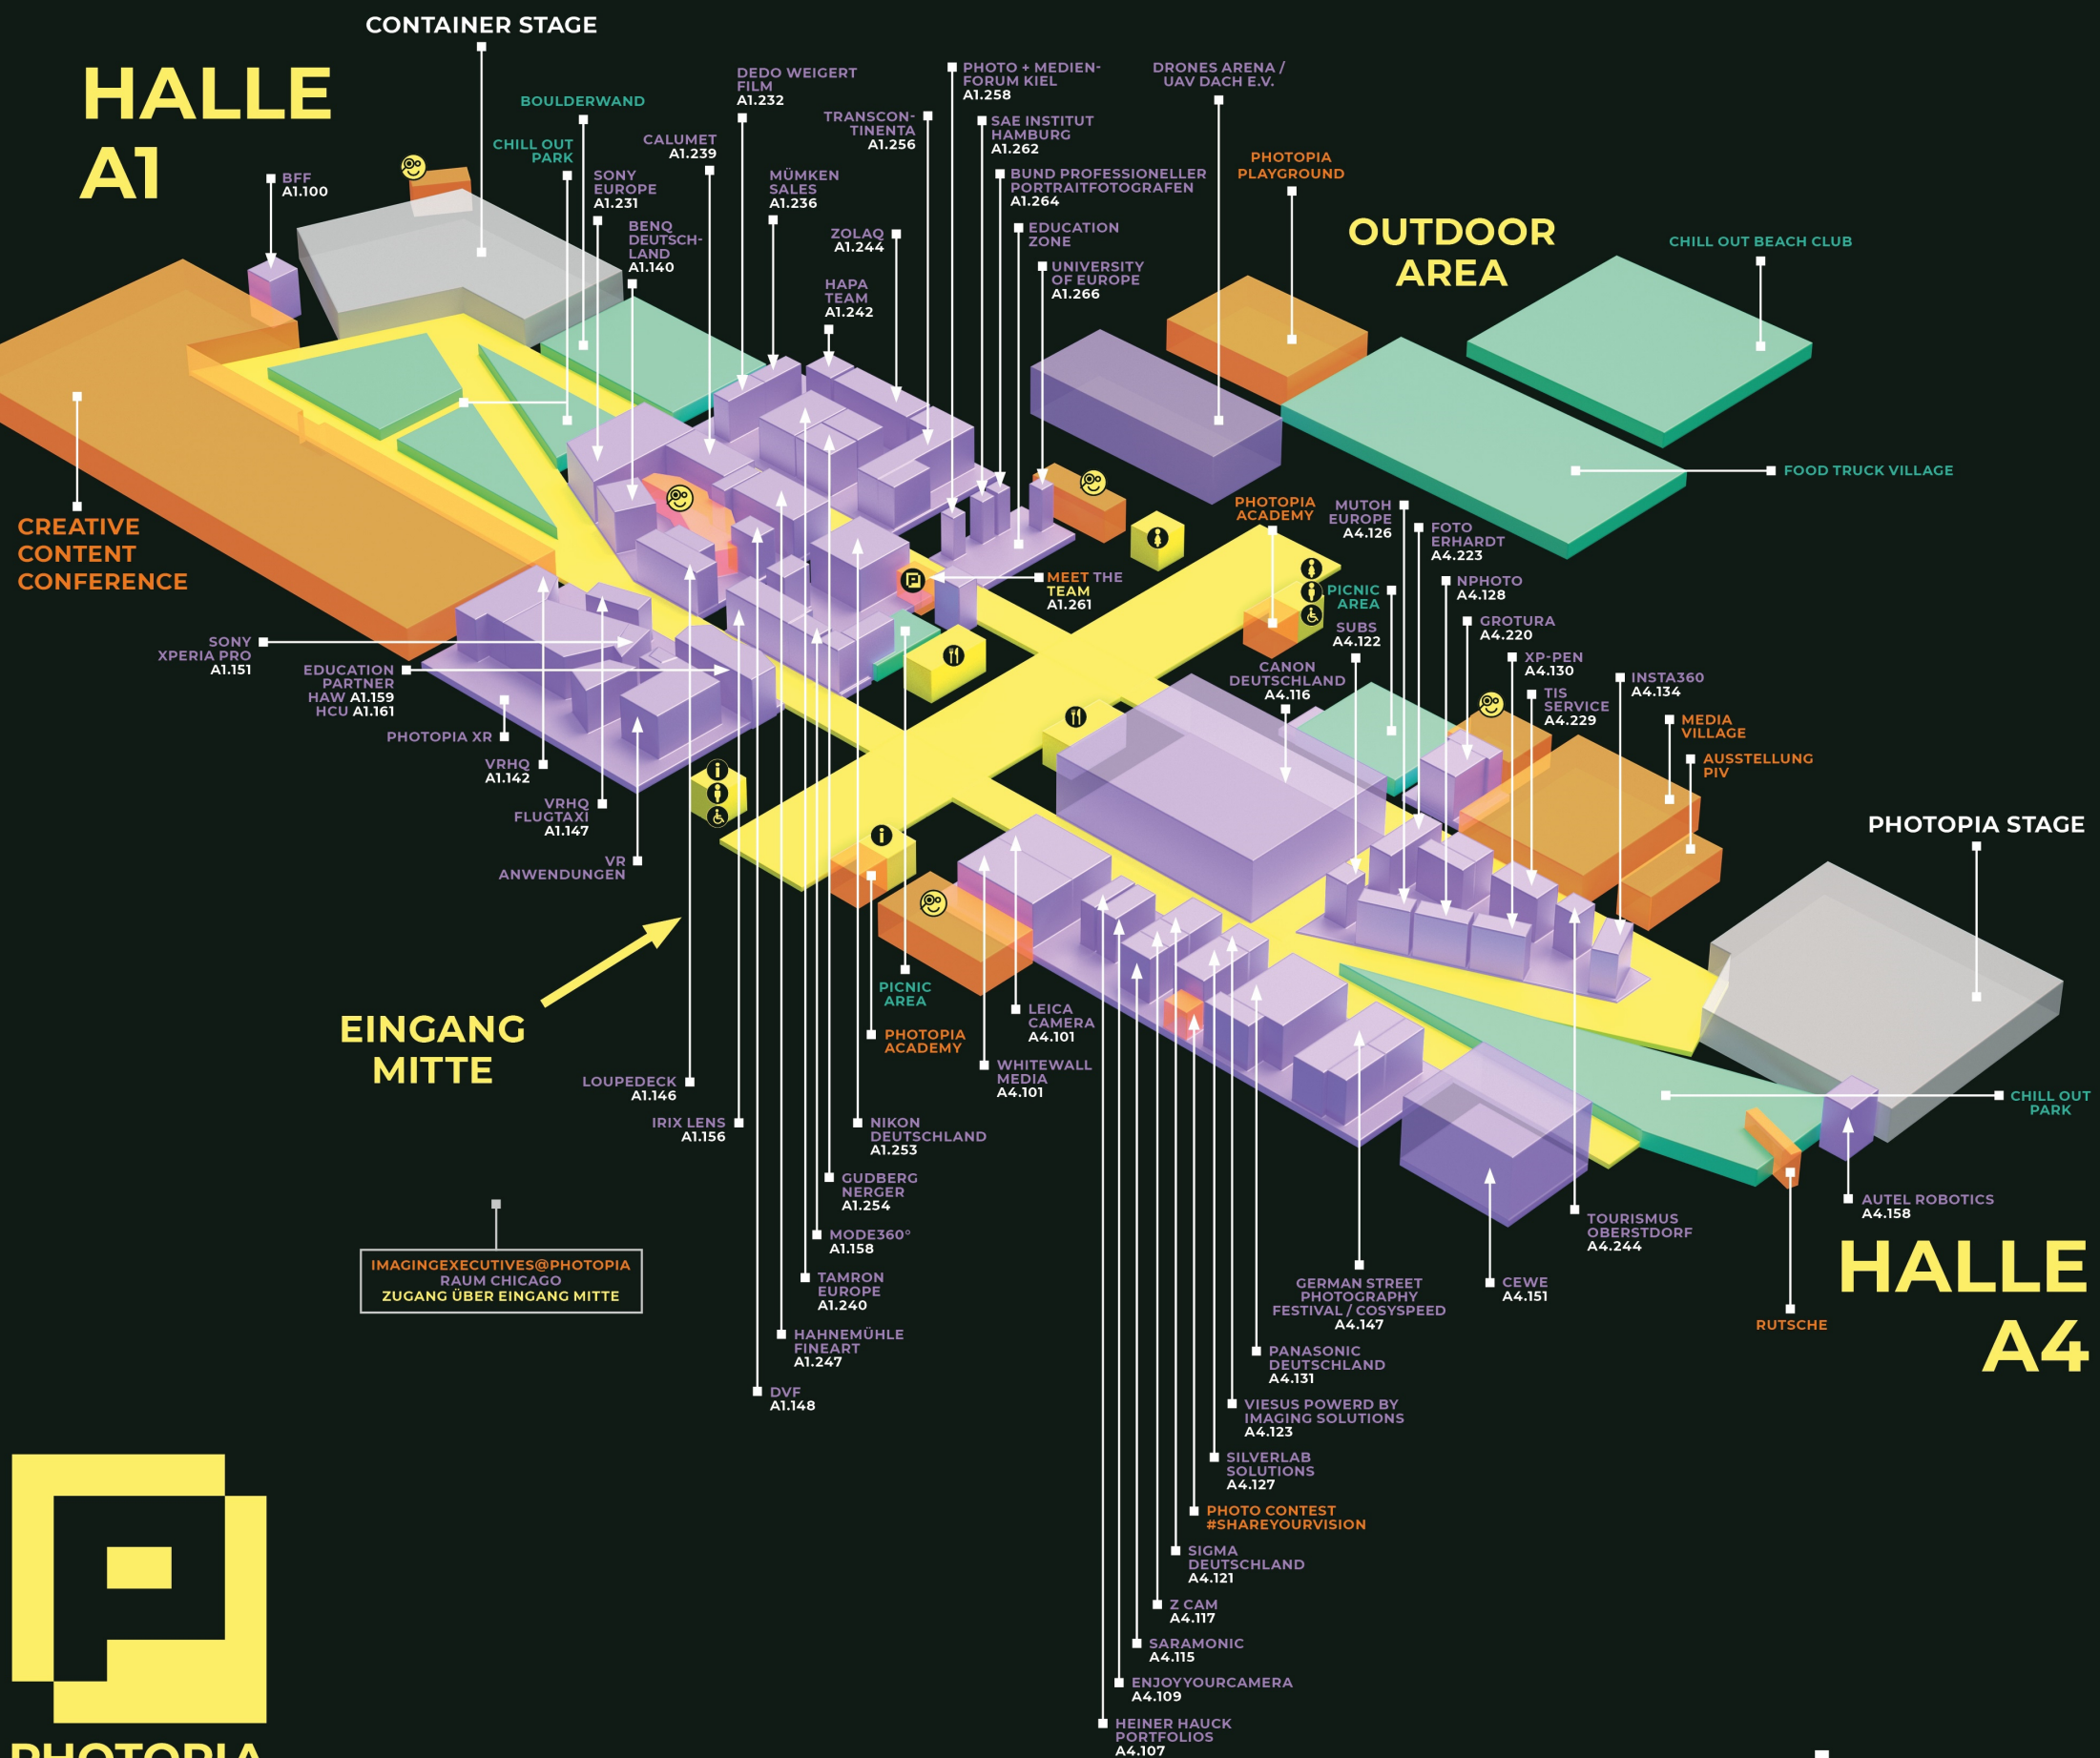 CONTAINER STAGE
HALLE
A1
BFF
A1.100
BOULDERWAND
CHILL OUT
PARK
SONY
EUROPE
A1.231
BENQ
DEUTSCH-
LAND
A1.140
CALUMET
A1.239
DEDO WEIGERT
FILM
A1.232
MÜMKEN
SALES
A1.236
HAPA
TEAM
A1.242
TRANSCON-
TINENTA
A1.256
ZOLAQ
A1.244
PHOTO + MEDIEN-
FORUM KIEL
A1.258
SAE INSTITUT
HAMBURG
A1.262
BUND PROFESSIONELLER
PORTRAITFOTOGRAFEN
A1.264
EDUCATION
ZONE
UNIVERSITY
OF EUROPE
A1.266
DRONES ARENA /
UAV DACH E.V.
PHOTOPIA
PLAYGROUND
OUTDOOR
AREA
CHILL OUT BEACH CLUB
FOOD TRUCK VILLAGE
CREATIVE
CONTENT
CONFERENCE
MEET THE
TEAM
A1.261
SONY
XPERIA PRO
A1.151
EDUCATION
PARTNER
HAW A1.159
HCU A1.161
PHOTOPIA XR
VRHQ
A1.142
VRHQ
FLUGTAXI
A1.147
VR
ANWENDUNGEN
PHOTOPIA
ACADEMY
MUTOH
EUROPE
A4.126
FOTO
ERHARDT
A4.223
NPHOTO
A4.128
PICNIC
AREA
SUBS
A4.122
GROTURA
A4.220
CANON
DEUTSCHLAND
A4.116
XP-PEN
A4.130
TIS
SERVICE
A4.229
INSTA360
A4.134
MEDIA
VILLAGE
AUSSTELLUNG
PIV
PHOTOPIA STAGE
EINGANG
MITTE
PICNIC
AREA
PHOTOPIA
ACADEMY
LEICA
CAMERA
A4.101
WHITEWALL
MEDIA
A4.101
LOUPEDECK
A1.146
IRIX LENS
A1.156
NIKON
DEUTSCHLAND
A1.253
GUDBERG
NERGER
A1.254
MODE360°
A1.158
TAMRON
EUROPE
A1.240
HAHNEMÜHLE
FINEART
A1.247
DVF
A1.148
IMAGINGEXECUTIVES@PHOTOPIA
RAUM CHICAGO
ZUGANG ÜBER EINGANG MITTE
CHILL OUT
PARK
AUTEL ROBOTICS
A4.158
TOURISMUS
OBERSTDORF
A4.244
HALLE
A4
RUTSCHE
CEWE
A4.151
GERMAN STREET
PHOTOGRAPHY
FESTIVAL / COSYSPEED
A4.147
PANASONIC
DEUTSCHLAND
A4.131
VIESUS POWERD BY
IMAGING SOLUTIONS
A4.123
SILVERLAB
SOLUTIONS
A4.127
PHOTO CONTEST
#SHAREYOURVISION
SIGMA
DEUTSCHLAND
A4.121
Z CAM
A4.117
SARAMONIC
A4.115
ENJOYYOURCAMERA
A4.109
HEINER HAUCK
PORTFOLIOS
A4.107
PHOTOPIA